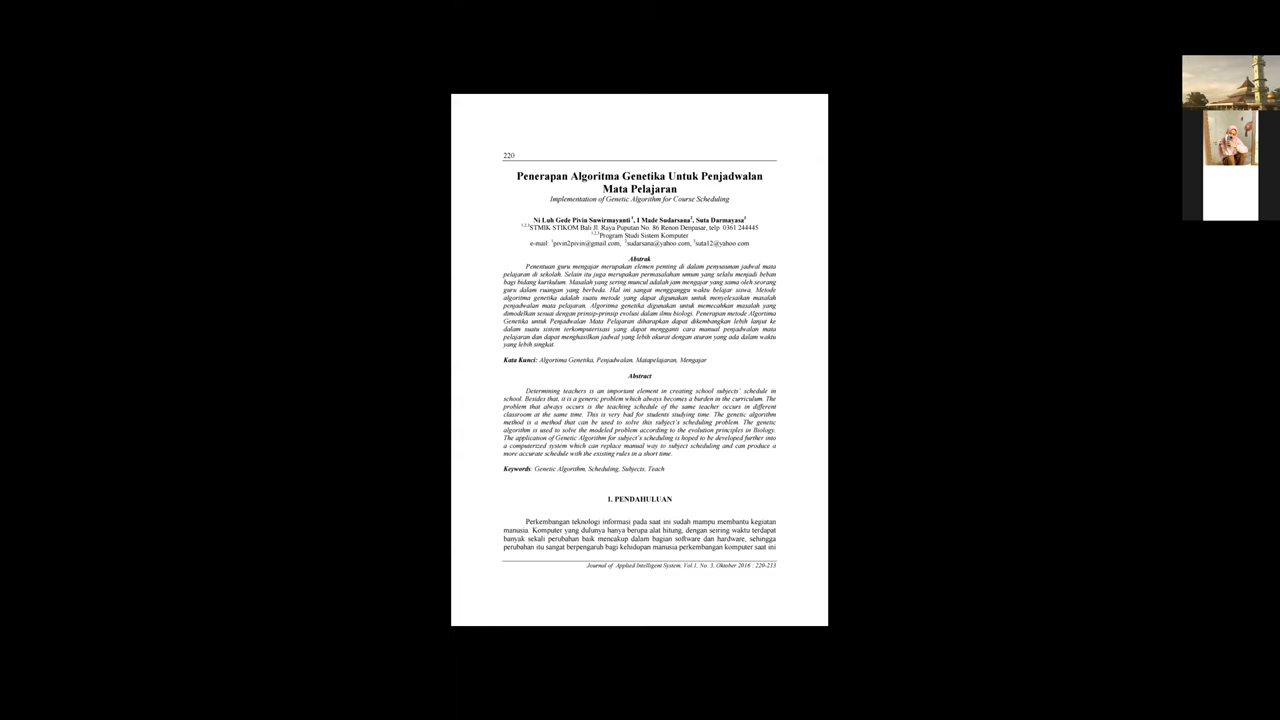 220
Penerapan Algoritma Genetika Untuk Penjadwalan
Mata Pelajaran
Implementation of Genetic Algorithm for Course Scheduling
Ni Luh Gede Pivin Suwirmayanti ¹, I Made Sudarsana², Suta Darmayasa³
¹,²,³STMIK STIKOM Bali Jl. Raya Puputan No. 86 Renon Denpasar, telp. 0361 244445
¹,²,³Program Studi Sistem Komputer
e-mail: ¹pivin2pivin@gmail.com, ²sudarsana@yahoo.com, ³suta12@yahoo.com
Abstrak
Penentuan guru mengajar merupakan elemen penting di dalam penyusunan jadwal mata
pelajaran di sekolah. Selain itu juga merupakan permasalahan umum yang selalu menjadi beban
bagi bidang kurikulum. Masalah yang sering muncul adalah jam mengajar yang sama oleh seorang
guru dalam ruangan yang berbeda. Hal ini sangat mengganggu waktu belajar siswa. Metode
algoritma genetika adalah suatu metode yang dapat digunakan untuk menyelesaikan masalah
penjadwalan mata pelajaran. Algoritma genetika digunakan untuk memecahkan masalah yang
dimodelkan sesuai dengan prinsip-prinsip evolusi dalam ilmu biologi. Penerapan metode Algortima
Genetika untuk Penjadwalan Mata Pelajaran diharapkan dapat dikembangkan lebih lanjut ke
dalam suatu sistem terkomputerisasi yang dapat mengganti cara manual penjadwalan mata
pelajaran dan dapat menghasilkan jadwal yang lebih akurat dengan aturan yang ada dalam waktu
yang lebih singkat.
Kata Kunci: Algortima Genetika, Penjadwalan, Matapelajaran, Mengajar
Abstract
Determining teachers is an important element in creating school subjects' schedule in
school. Besides that, it is a generic problem which always becomes a burden in the curriculum. The
problem that always occurs is the teaching schedule of the same teacher occurs in different
classroom at the same time. This is very bad for students studying time. The genetic algorithm
method is a method that can be used to solve this subject's scheduling problem. The genetic
algorithm is used to solve the modeled problem according to the evolution principles in Biology.
The application of Genetic Algorithm for subject's scheduling is hoped to be developed further into
a computerized system which can replace manual way to subject scheduling and can produce a
more accurate schedule with the existing rules in a short time.
Keywords: Genetic Algorithm, Scheduling, Subjects, Teach
1. PENDAHULUAN
Perkembangan teknologi informasi pada saat ini sudah mampu membantu kegiatan
manusia. Komputer yang dulunya hanya berupa alat hitung, dengan seiring waktu terdapat
banyak sekali perubahan baik mencakup dalam bagian software dan hardware, sehingga
perubahan itu sangat berpengaruh bagi kehidupan manusia perkembangan komputer saat ini
Journal of Applied Intelligent System, Vol.1, No. 3, Oktober 2016 : 220-233